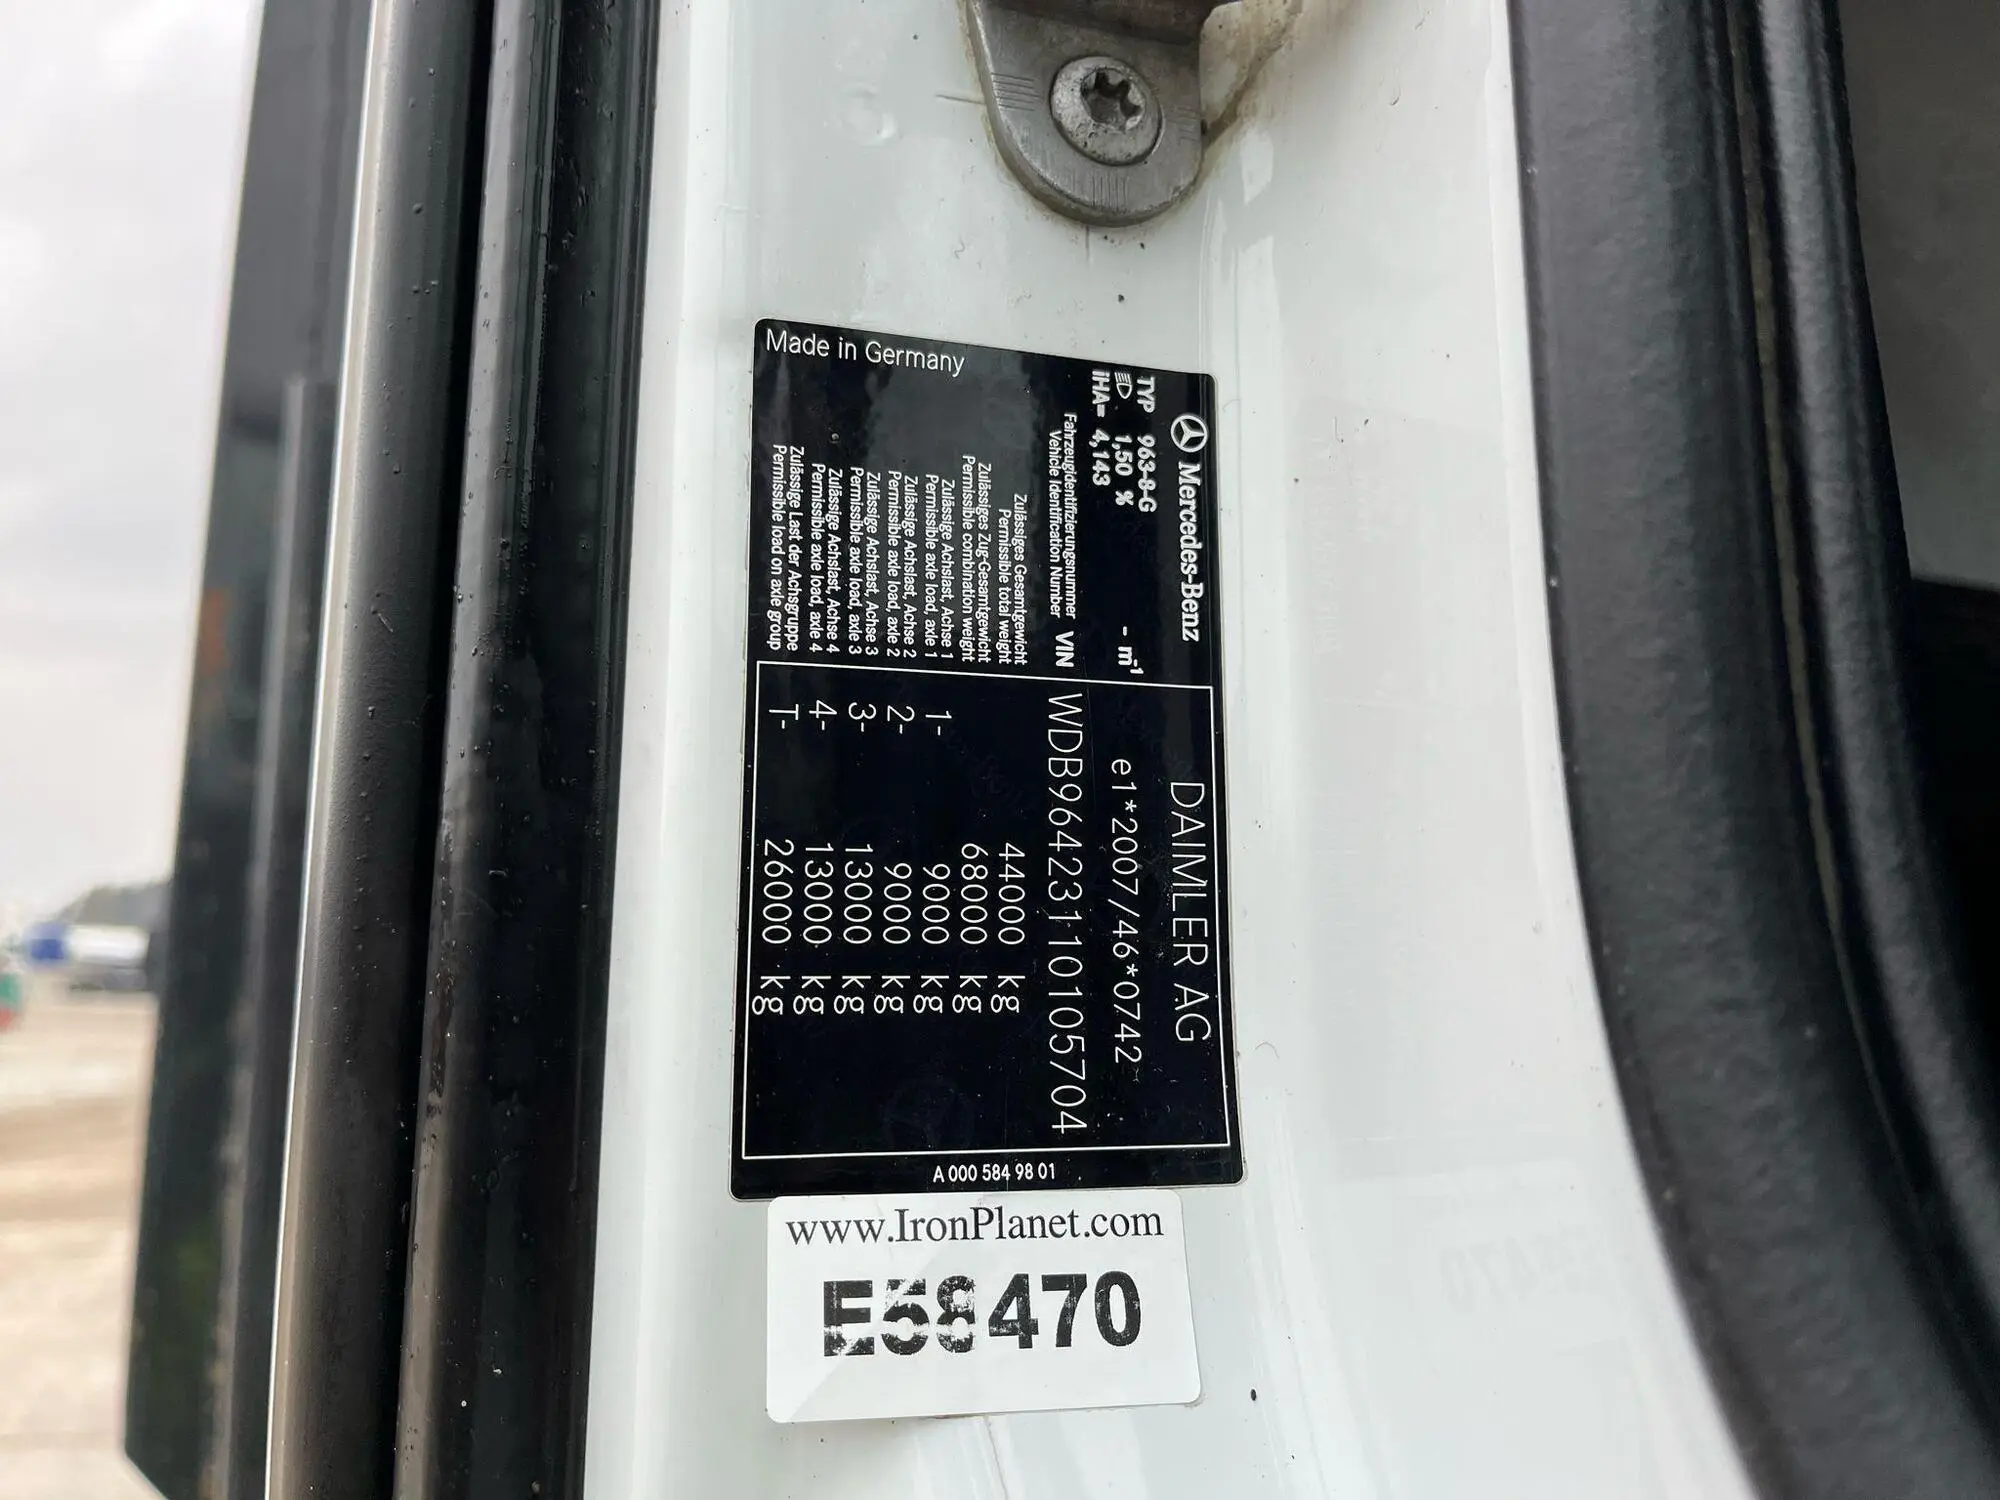 Mercedes-Benz
DAIMLER AG
TYP 963-8-G
1,50 % - m-1 e1*2007/46*0742
iHA= 4,143
Fahrzeugidentifizierungsnummer
Vehicle Identification Number VIN WDB96423110105704
Zulässiges Gesamtgewicht
Permissible total weight 44000 kg
Zulässiges Zug-Gesamtgewicht
Permissible combination weight 68000 kg
Zulässige Achslast, Achse 1
Permissible axle load, axle 1 1- 9000 kg
Zulässige Achslast, Achse 2
Permissible axle load, axle 2 2- 9000 kg
Zulässige Achslast, Achse 3
Permissible axle load, axle 3 3- 13000 kg
Zulässige Achslast, Achse 4
Permissible axle load, axle 4 4- 13000 kg
Zulässige Last der Achsgruppe
Permissible load on axle group T- 26000 kg
Made in Germany
A 000 584 98 01
www.IronPlanet.com
E58470